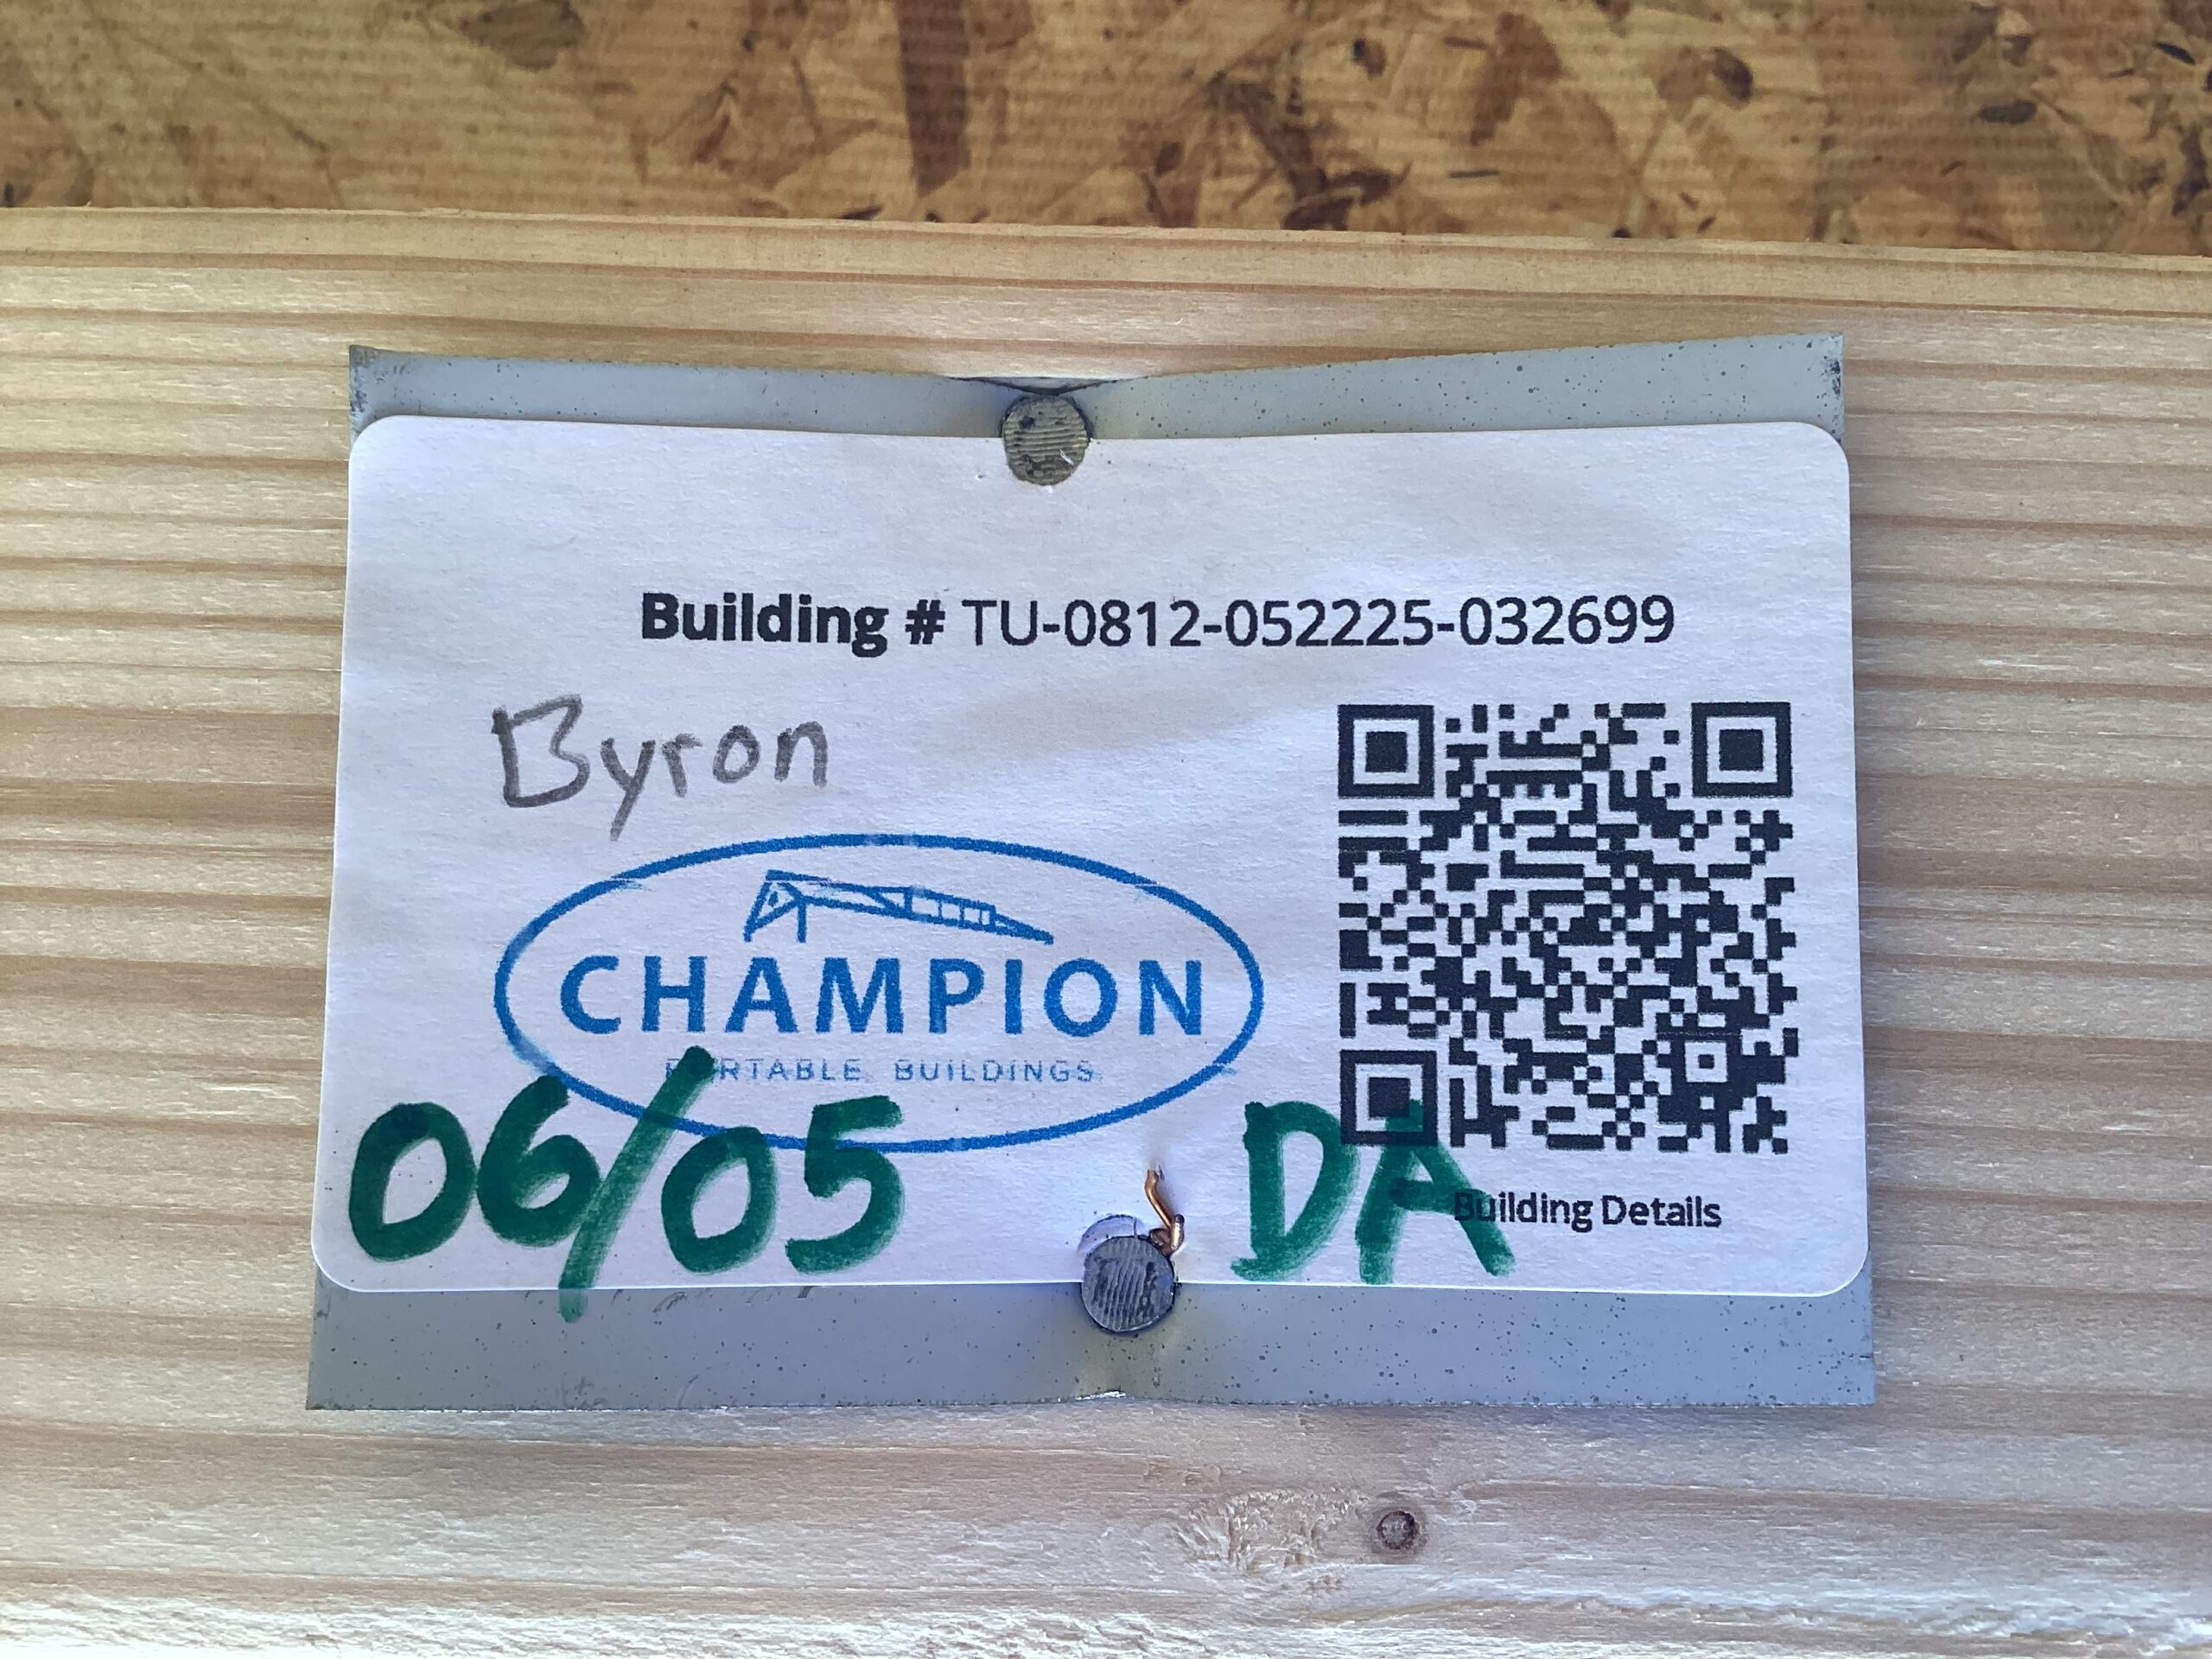 Building # TU-0812-052225-032699
Byron
CHAMPION
PORTABLE BUILDINGS
06/05
DA
Building Details